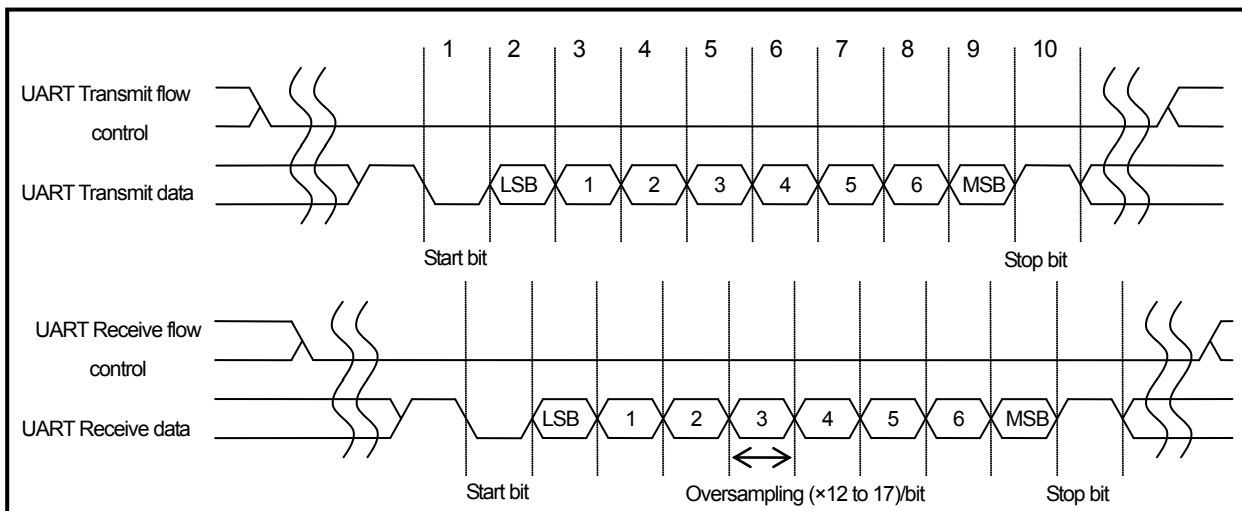 1 2 3 4 5 6 7 8 9 10
UART Transmit flow
control
UART Transmit data
LSB 1 2 3 4 5 6 MSB
Start bit Stop bit
UART Receive flow
control
UART Receive data
LSB 1 2 3 4 5 6 MSB
Start bit Oversampling (×12 to 17)/bit Stop bit